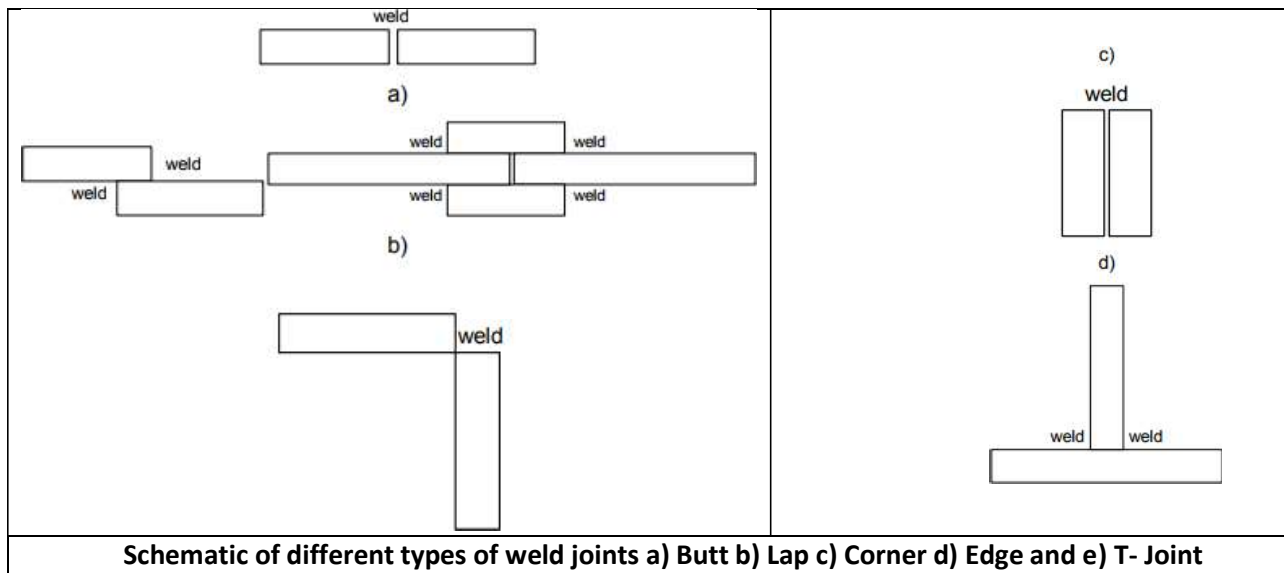 weld
a)
weld weld
weld weld
weld weld
b)
weld
c)
weld
d)
weld weld
Schematic of different types of weld joints a) Butt b) Lap c) Corner d) Edge and e) T- Joint